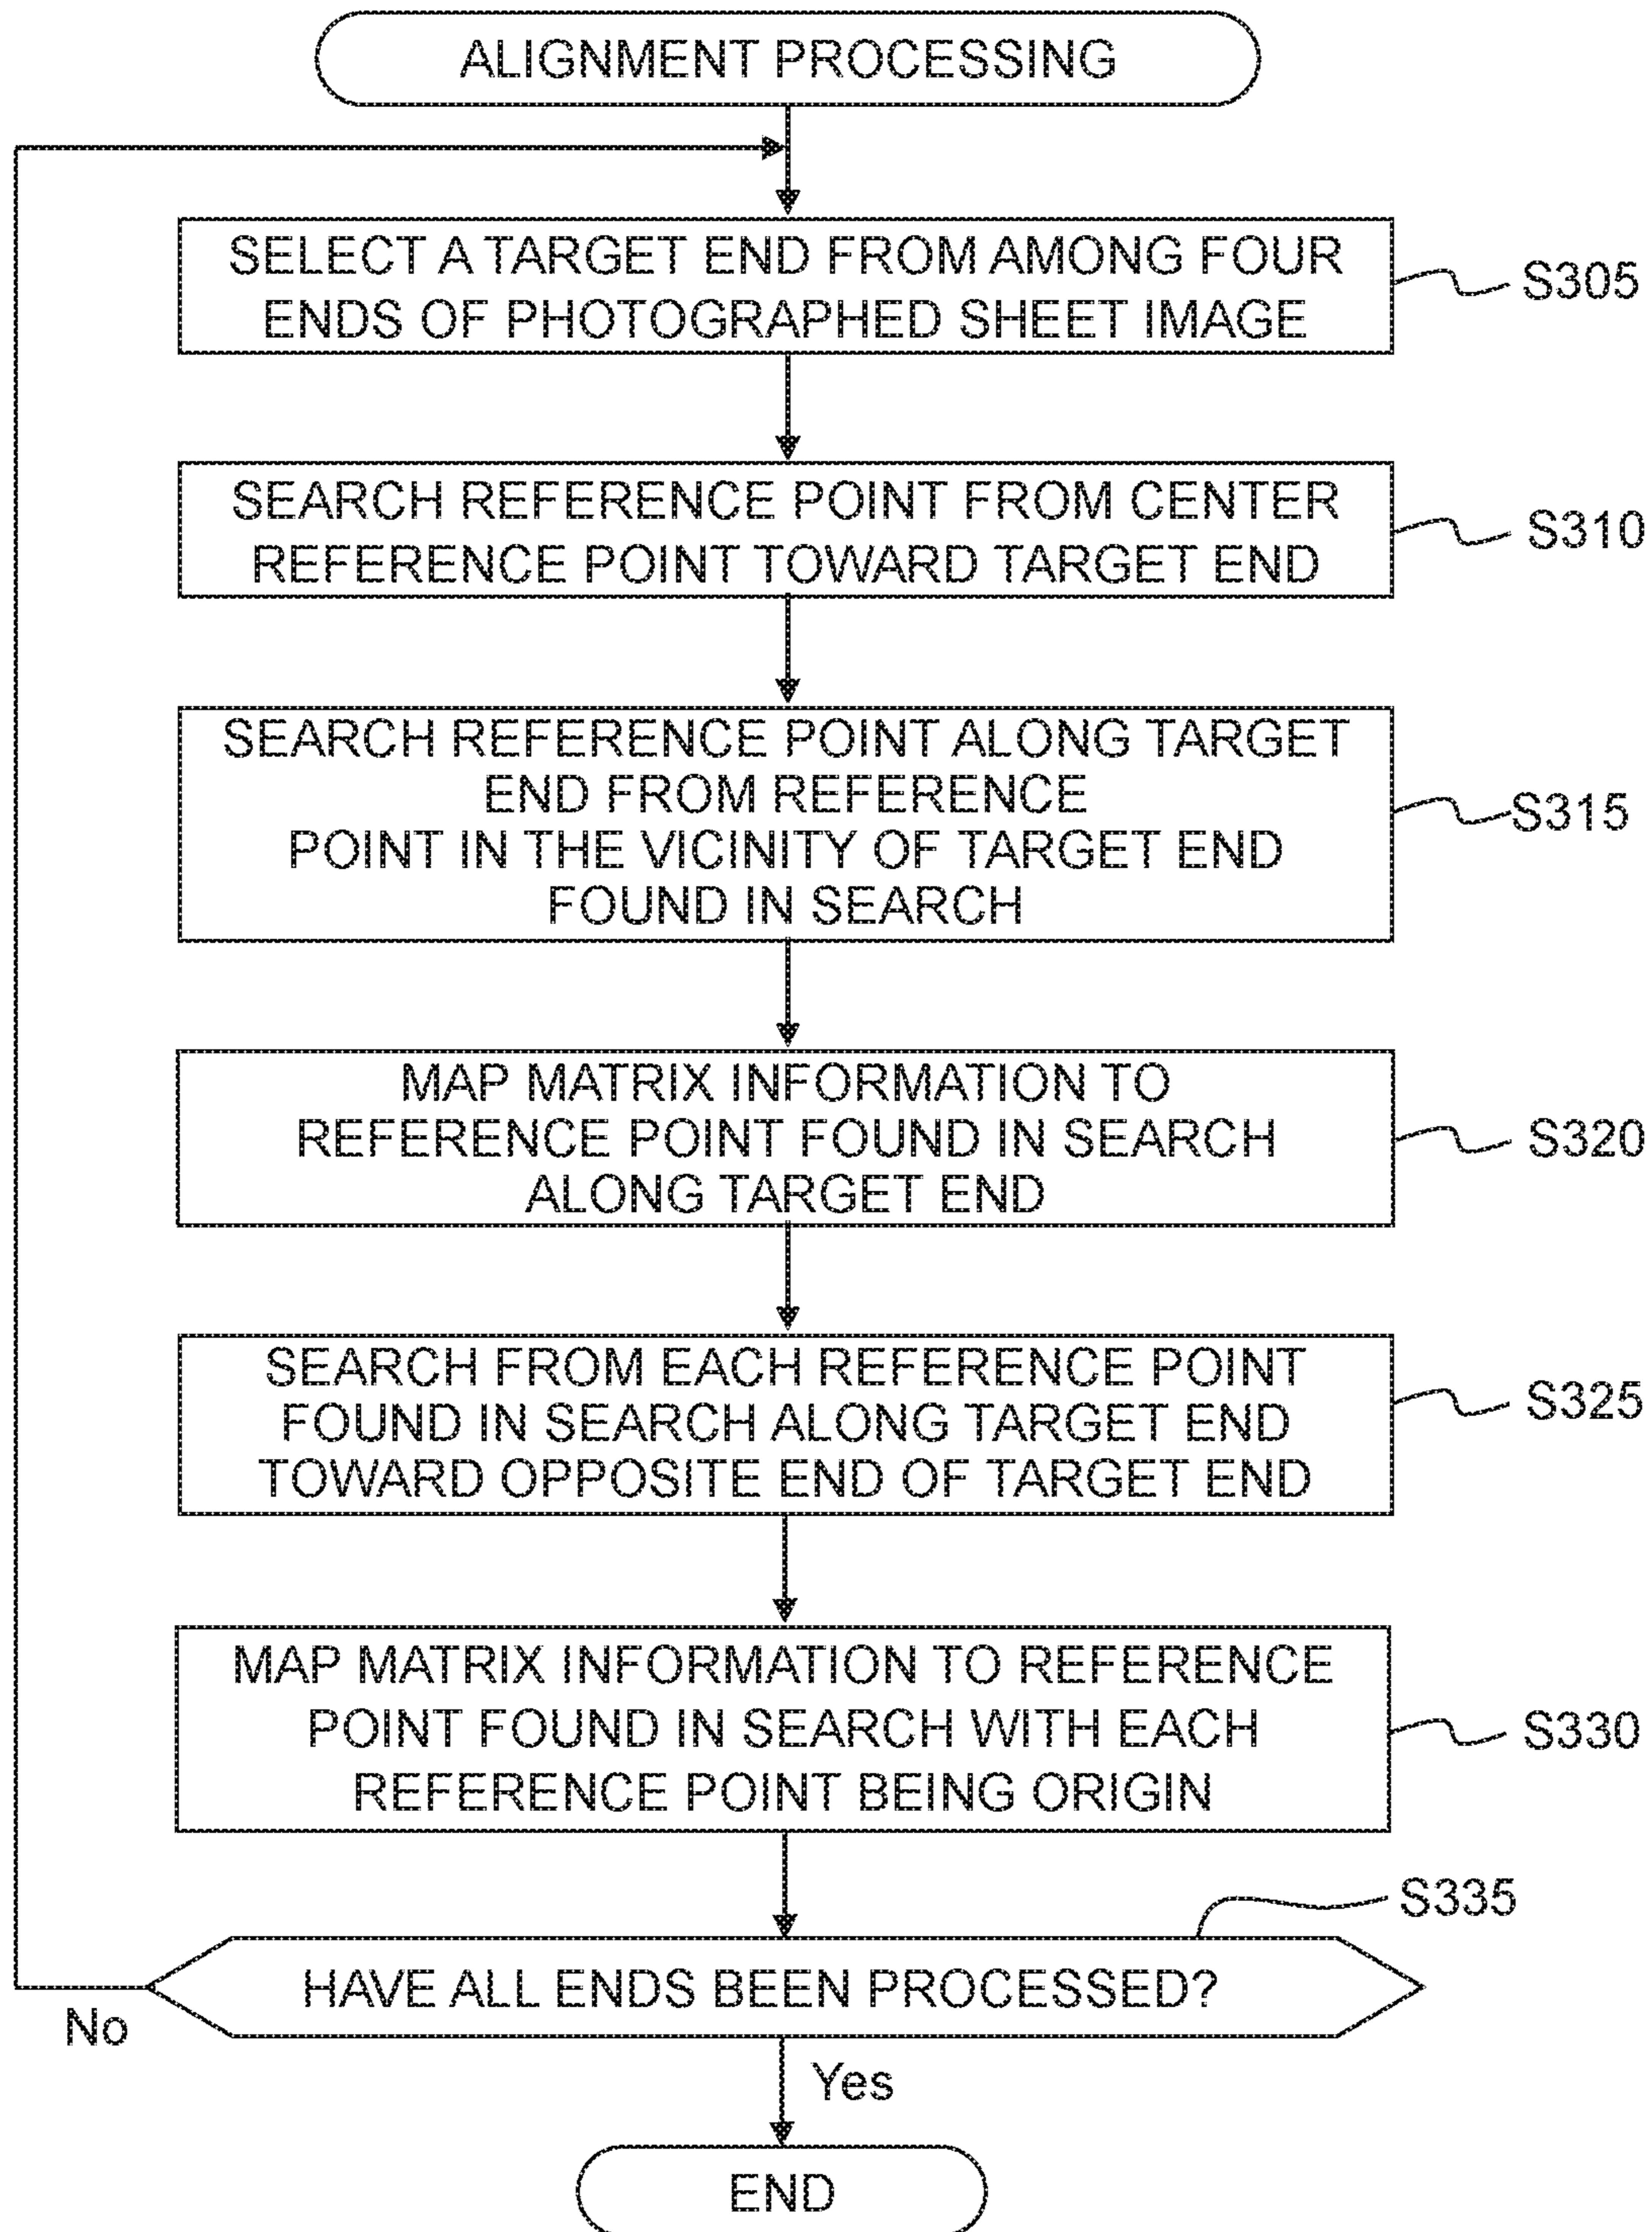 ALIGNMENT PROCESSING
SELECT A TARGET END FROM AMONG FOUR
ENDS OF PHOTOGRAPHED SHEET IMAGE
S305
SEARCH REFERENCE POINT FROM CENTER
REFERENCE POINT TOWARD TARGET END
S310
SEARCH REFERENCE POINT ALONG TARGET
END FROM REFERENCE
POINT IN THE VICINITY OF TARGET END
FOUND IN SEARCH
S315
MAP MATRIX INFORMATION TO
REFERENCE POINT FOUND IN SEARCH
ALONG TARGET END
S320
SEARCH FROM EACH REFERENCE POINT
FOUND IN SEARCH ALONG TARGET END
TOWARD OPPOSITE END OF TARGET END
S325
MAP MATRIX INFORMATION TO REFERENCE
POINT FOUND IN SEARCH WITH EACH
REFERENCE POINT BEING ORIGIN
S330
S335
HAVE ALL ENDS BEEN PROCESSED?
No
Yes
END